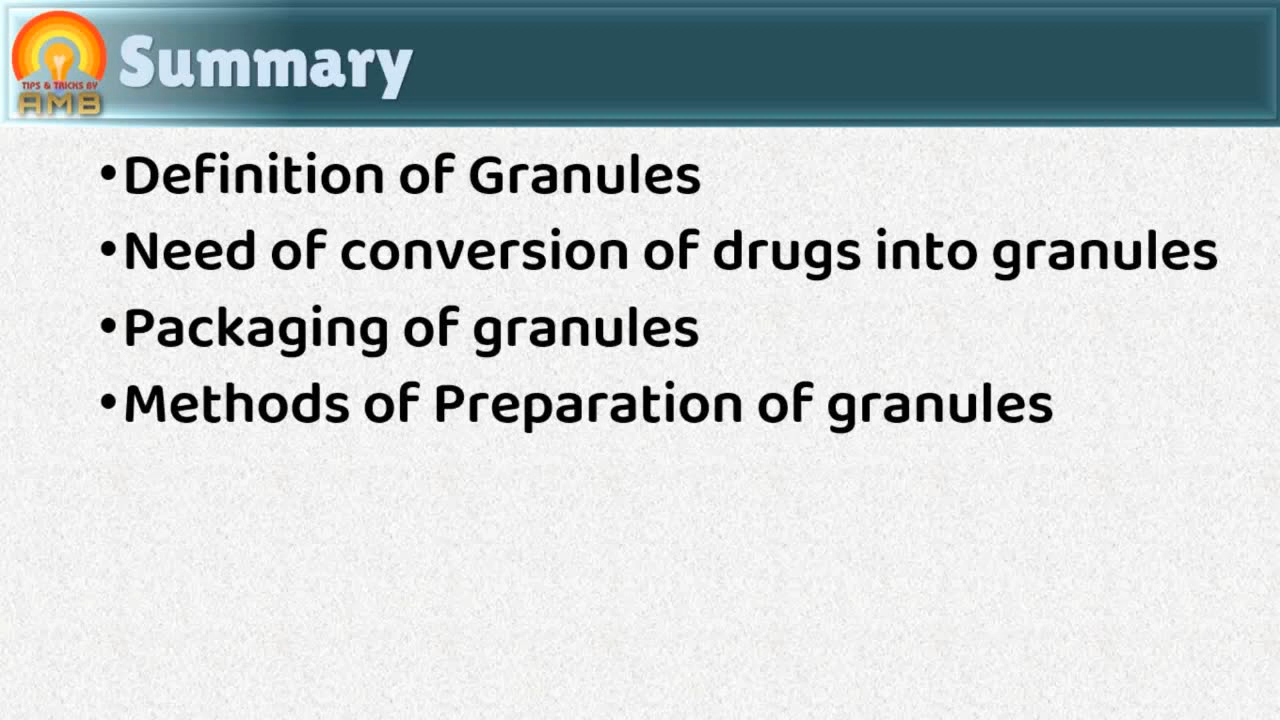 TIPS & TRICKS BY
AMB
Summary
•Definition of Granules
•Need of conversion of drugs into granules
•Packaging of granules
•Methods of Preparation of granules